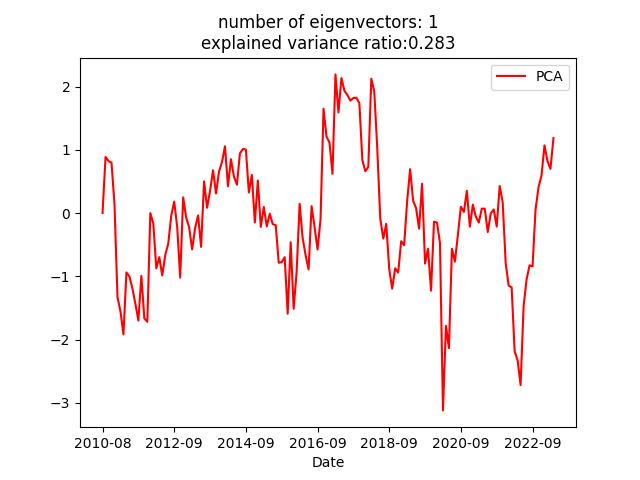 number of eigenvectors: 1
explained variance ratio:0.283
PCA
2
1
0
−1
−2
−3
2010-08 2012-09 2014-09 2016-09 2018-09 2020-09 2022-09
Date